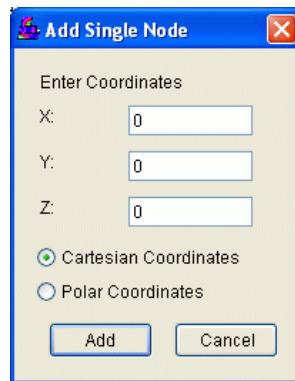 Add Single Node
Enter Coordinates
X: 0
Y: 0
Z: 0
Cartesian Coordinates
Polar Coordinates
Add Cancel